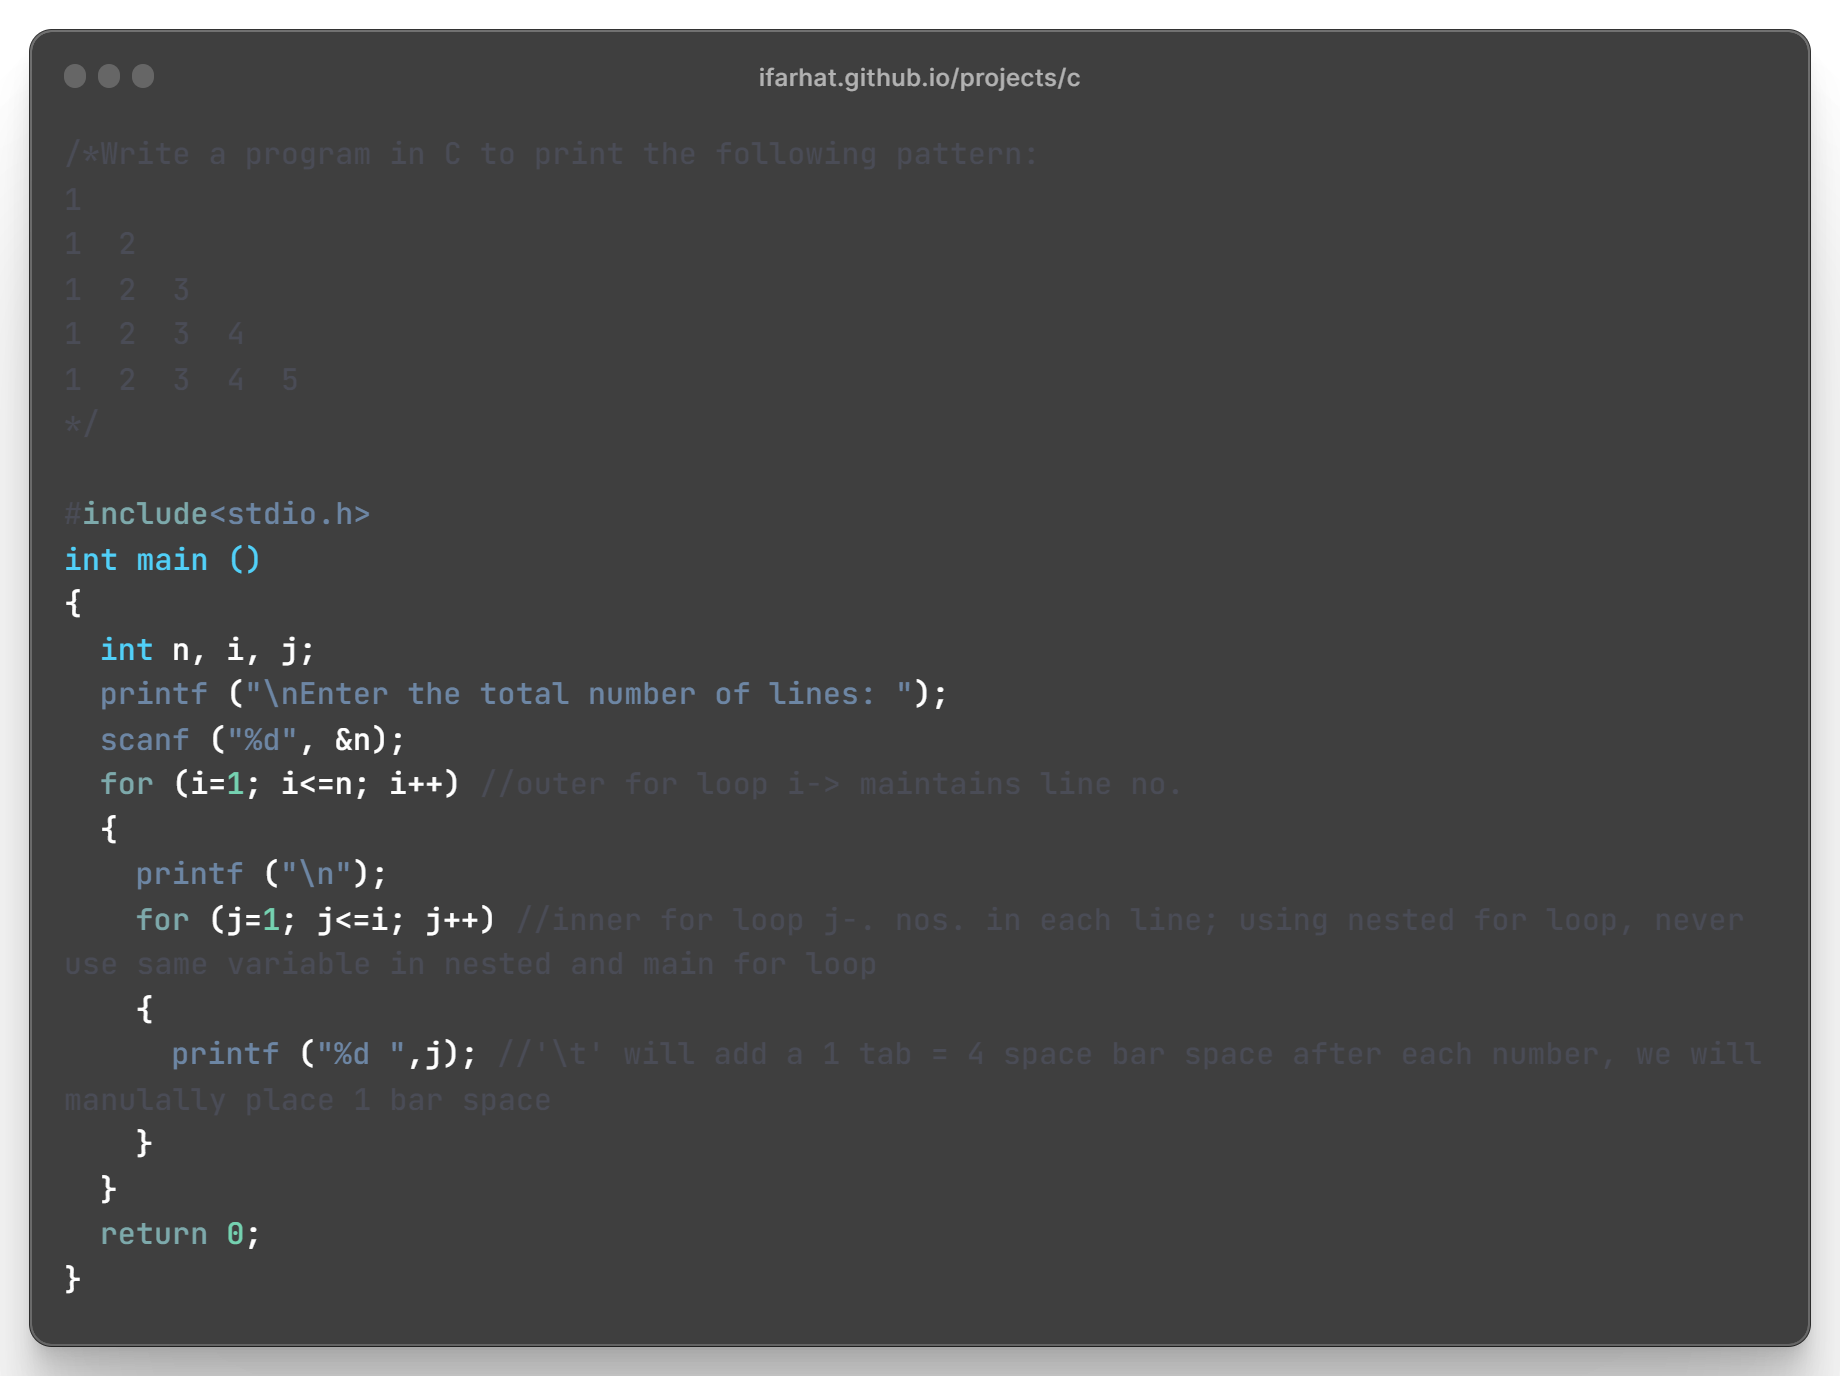 ifarhat.github.io/projects/c
/*Write a program in C to print the following pattern:
1
1  2
1  2  3
1  2  3  4
1  2  3  4  5
*/
#include<stdio.h>
int main ()
{
  int n, i, j;
  printf ("\nEnter the total number of lines: ");
  scanf ("%d", &n);
  for (i=1; i<=n; i++) //outer for loop i-> maintains line no.
  {
    printf ("\n");
    for (j=1; j<=i; j++) //inner for loop j-. nos. in each line; using nested for loop, never
use same variable in nested and main for loop
    {
      printf ("%d ",j); //'\t' will add a 1 tab = 4 space bar space after each number, we will
manulally place 1 bar space
    }
  }
  return 0;
}